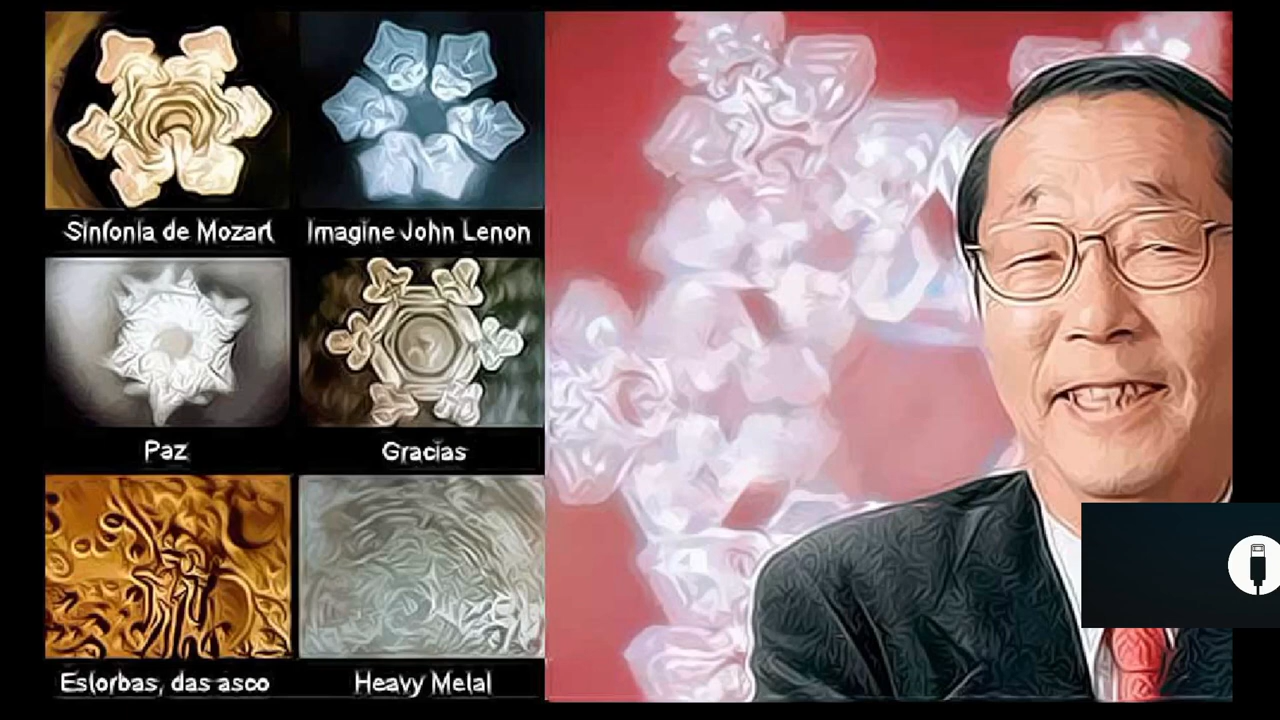 Sinfonia de Mozart
Imagine John Lenon
Paz
Gracias
Estorbas, das asco
Heavy Metal